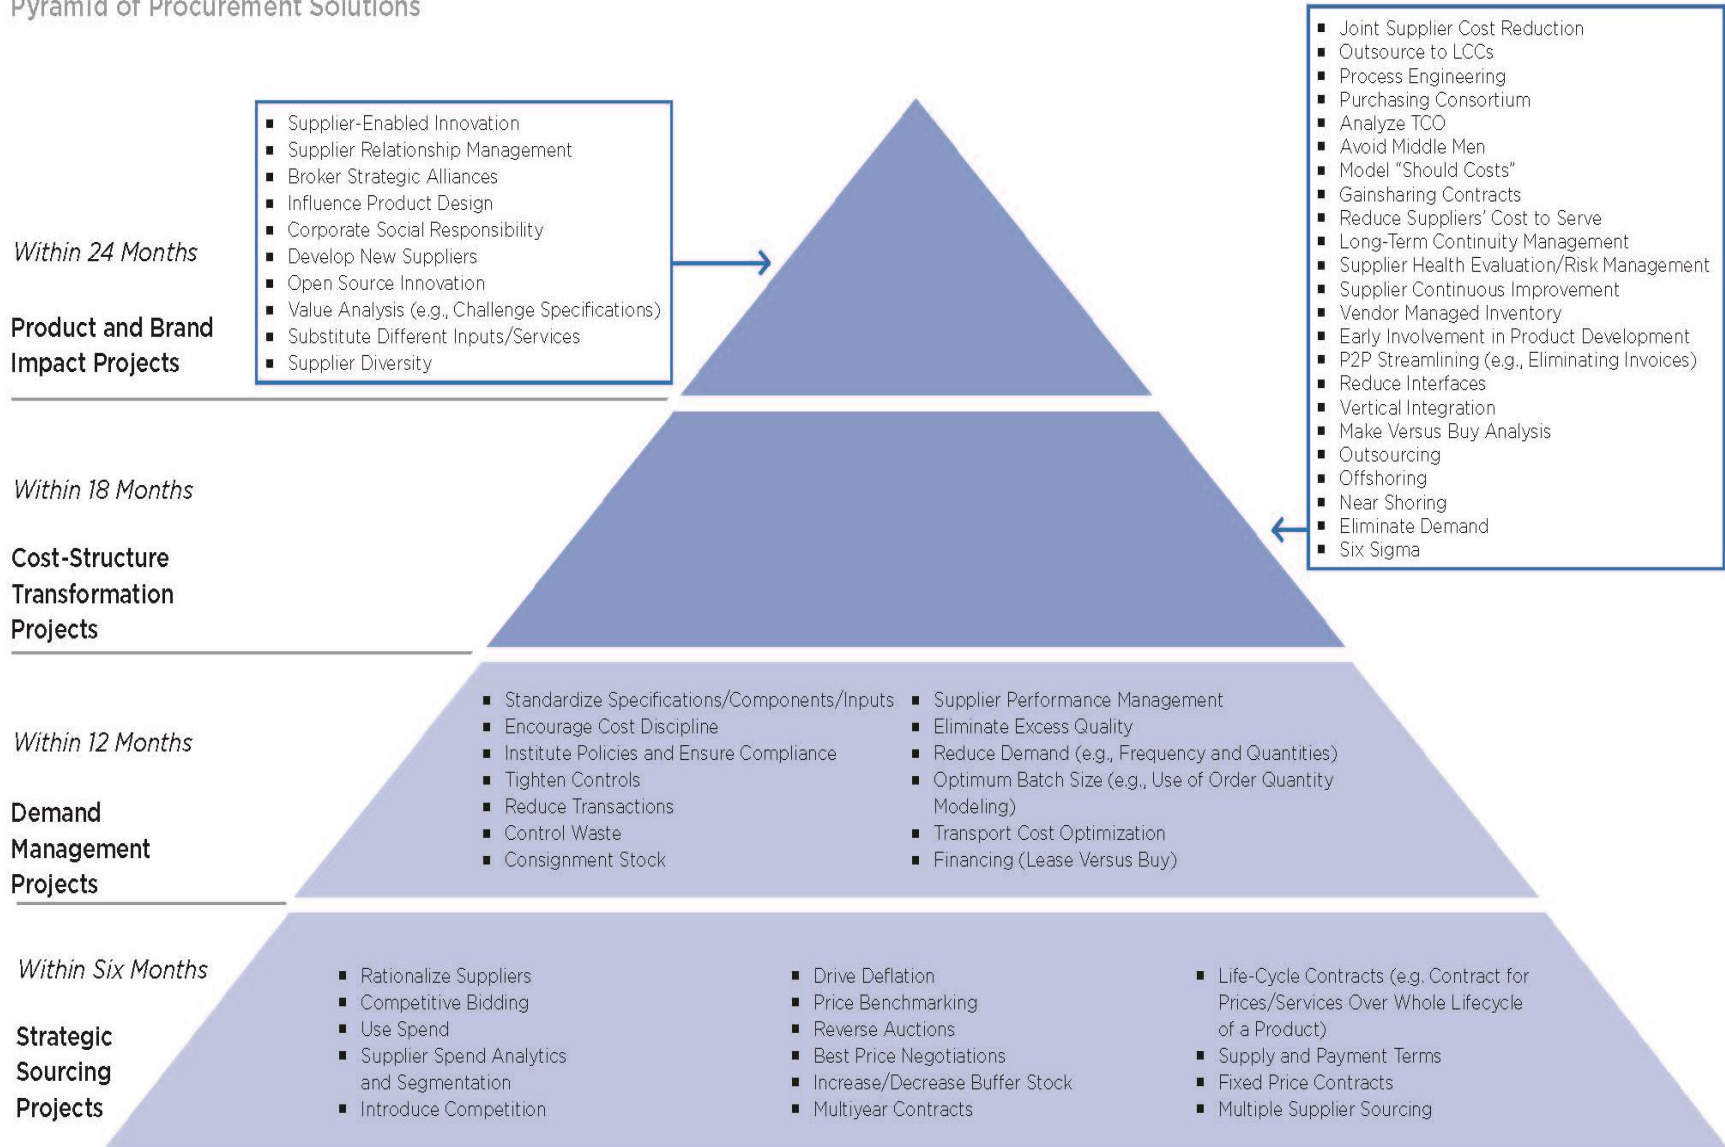 Pyramid of Procurement Solutions
Within 24 Months
Product and Brand
Impact Projects
▪ Supplier-Enabled Innovation
▪ Supplier Relationship Management
▪ Broker Strategic Alliances
▪ Influence Product Design
▪ Corporate Social Responsibility
▪ Develop New Suppliers
▪ Open Source Innovation
▪ Value Analysis (e.g., Challenge Specifications)
▪ Substitute Different Inputs/Services
▪ Supplier Diversity
▪ Joint Supplier Cost Reduction
▪ Outsource to LCCs
▪ Process Engineering
▪ Purchasing Consortium
▪ Analyze TCO
▪ Avoid Middle Men
▪ Model “Should Costs”
▪ Gainsharing Contracts
▪ Reduce Suppliers’ Cost to Serve
▪ Long-Term Continuity Management
▪ Supplier Health Evaluation/Risk Management
▪ Supplier Continuous Improvement
▪ Vendor Managed Inventory
▪ Early Involvement in Product Development
▪ P2P Streamlining (e.g., Eliminating Invoices)
▪ Reduce Interfaces
▪ Vertical Integration
▪ Make Versus Buy Analysis
▪ Outsourcing
▪ Offshoring
▪ Near Shoring
▪ Eliminate Demand
▪ Six Sigma
Within 18 Months
Cost-Structure
Transformation
Projects
Within 12 Months
Demand
Management
Projects
▪ Standardize Specifications/Components/Inputs
▪ Encourage Cost Discipline
▪ Institute Policies and Ensure Compliance
▪ Tighten Controls
▪ Reduce Transactions
▪ Control Waste
▪ Consignment Stock
▪ Supplier Performance Management
▪ Eliminate Excess Quality
▪ Reduce Demand (e.g., Frequency and Quantities)
▪ Optimum Batch Size (e.g., Use of Order Quantity
Modeling)
▪ Transport Cost Optimization
▪ Financing (Lease Versus Buy)
Within Six Months
Strategic
Sourcing
Projects
▪ Rationalize Suppliers
▪ Competitive Bidding
▪ Use Spend
▪ Supplier Spend Analytics
and Segmentation
▪ Introduce Competition
▪ Drive Deflation
▪ Price Benchmarking
▪ Reverse Auctions
▪ Best Price Negotiations
▪ Increase/Decrease Buffer Stock
▪ Multiyear Contracts
▪ Life-Cycle Contracts (e.g. Contract for
Prices/Services Over Whole Lifecycle
of a Product)
▪ Supply and Payment Terms
▪ Fixed Price Contracts
▪ Multiple Supplier Sourcing